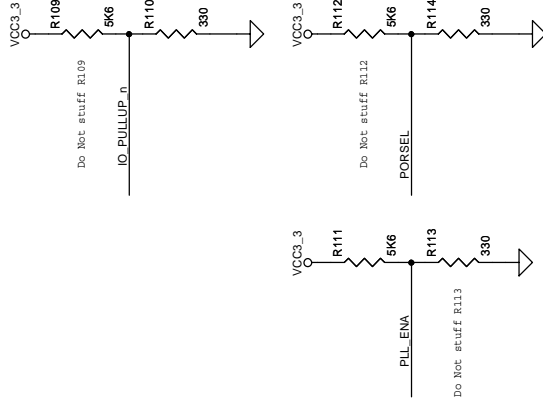 VCC3_3
R109
5K6
R110
330
Do Not stuff R109
IO_PULLUP_n
VCC3_3
R112
5K6
R114
330
Do Not stuff R112
PORSEL
VCC3_3
R111
5K6
R113
330
PLL_ENA
Do Not stuff R113